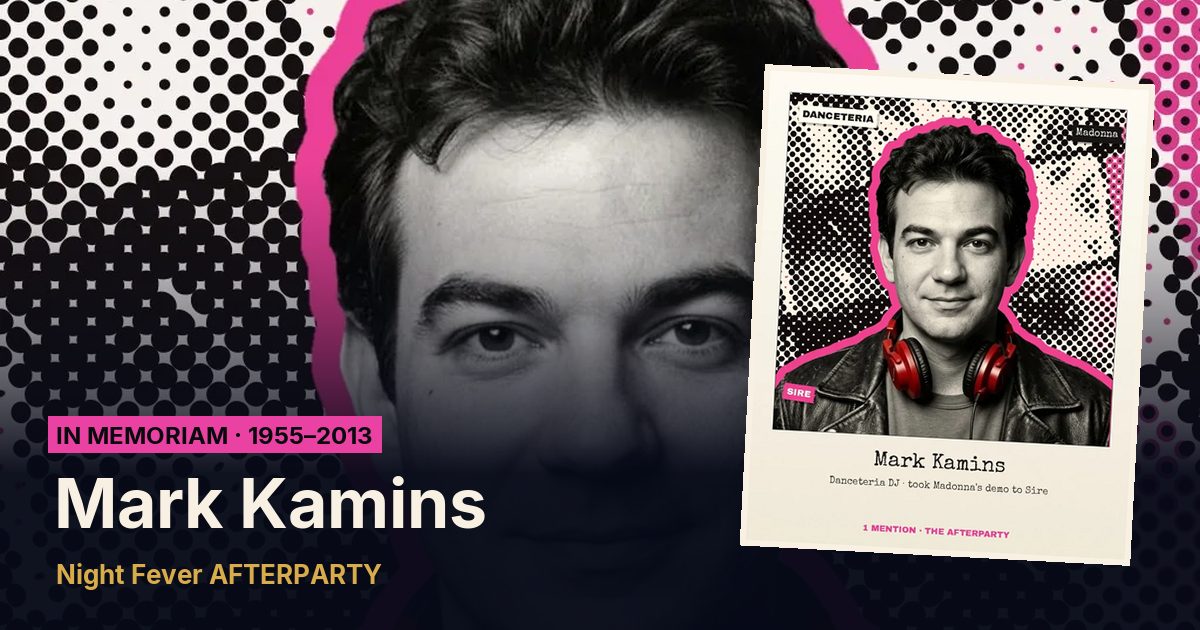 IN MEMORIAM · 1955–2013
Mark Kamins
Night Fever AFTERPARTY
DANCETERIA
Madonna
SIRE
Mark Kamins
Danceteria DJ · took Madonna's demo to Sire
1 MENTION · THE AFTERPARTY